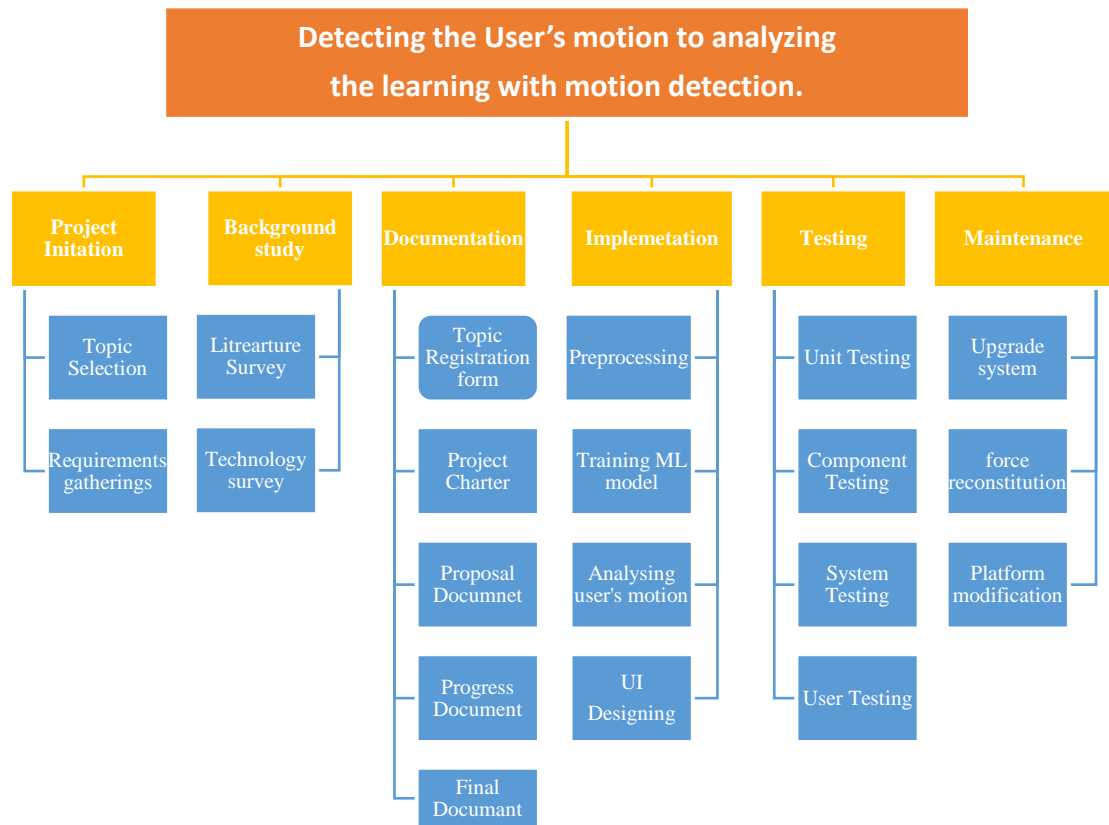 Detecting the User’s motion to analyzing
the learning with motion detection.
Project
Initation
Background
study
Documentation
Implemetation
Testing
Maintenance
Topic
Selection
Requirements
gatherings
Litrearture
Survey
Technology
survey
Topic
Registration
form
Project
Charter
Proposal
Documnet
Progress
Document
Final
Documant
Preprocessing
Training ML
model
Analysing
user's motion
UI
Designing
Unit Testing
Component
Testing
System
Testing
User Testing
Upgrade
system
force
reconstitution
Platform
modification